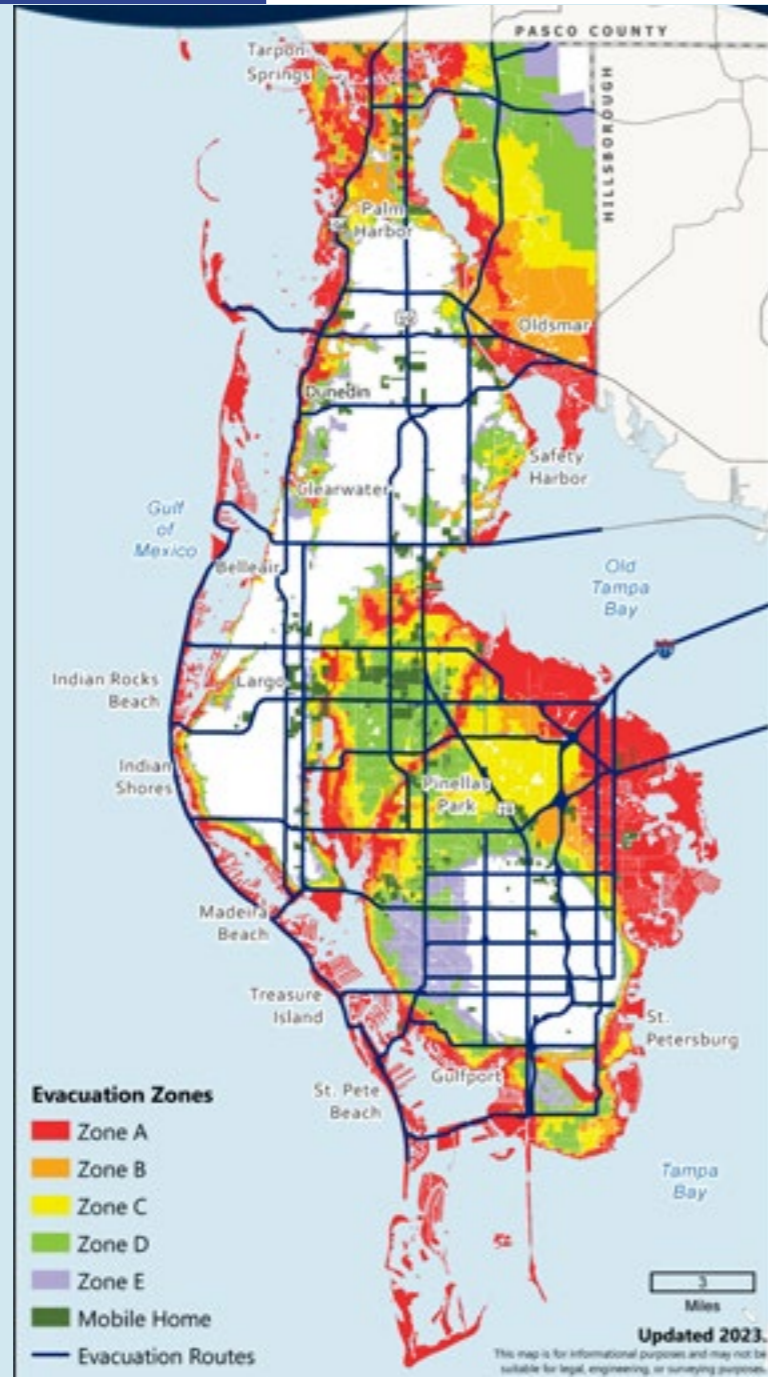 PASCO COUNTY
HILLSBOROUGH
Tarpon
Springs
Palm
Harbor
Oldsmar
Dunedin
Safety
Harbor
Clearwater
Gulf
of
Mexico
Belleair
Old
Tampa
Bay
Indian Rocks
Beach
Largo
Indian
Shores
Pinellas
Park
Madeira
Beach
Treasure
Island
St.
Petersburg
Gulfport
St. Pete
Beach
Tampa
Bay
Evacuation Zones
Zone A
Zone B
Zone C
Zone D
Zone E
Mobile Home
Evacuation Routes
3
Miles
Updated 2023.
This map is for informational purposes and may not be
suitable for legal, engineering, or surveying purposes.